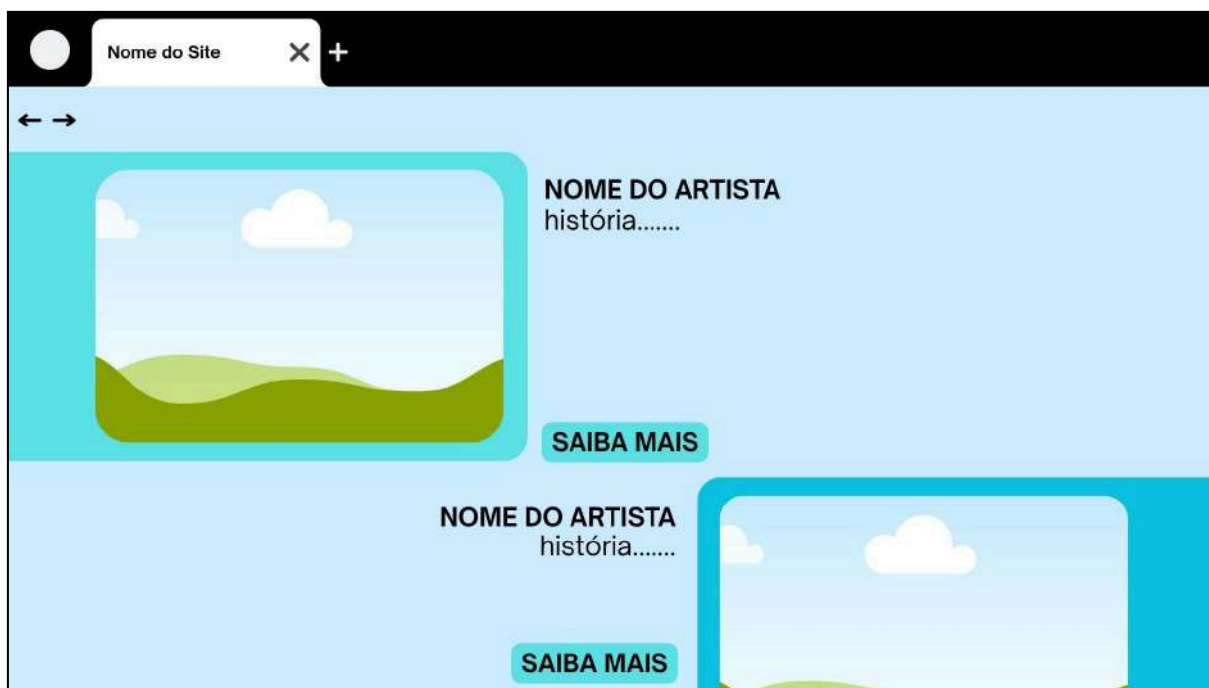 Nome do Site
NOME DO ARTISTA
história.......
SAIBA MAIS
NOME DO ARTISTA
história.......
SAIBA MAIS